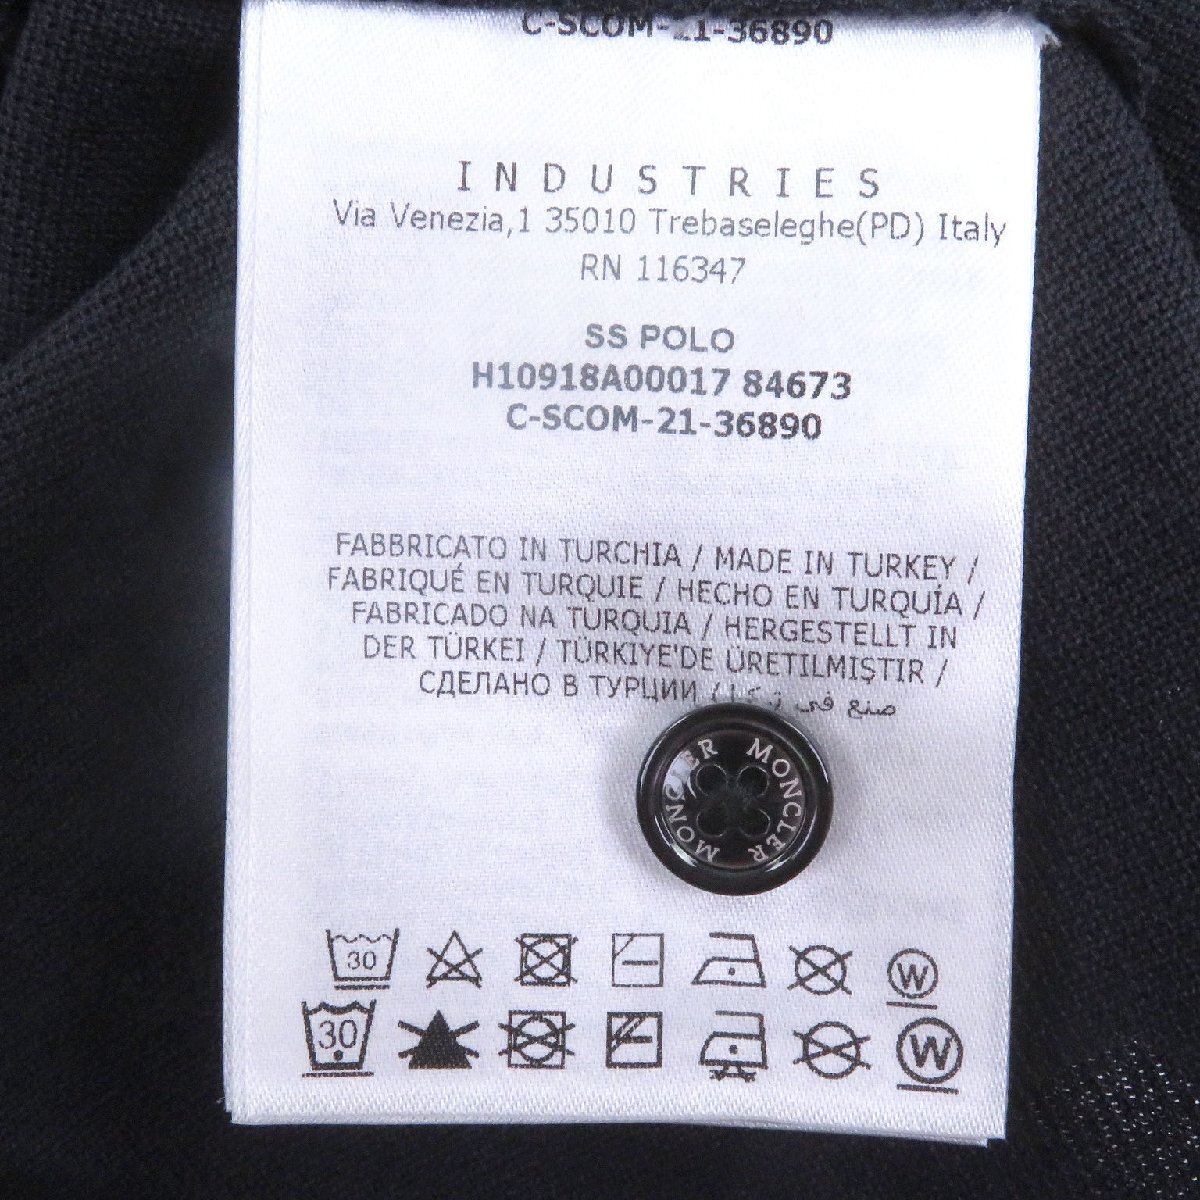 C-SCOM-21-36890
INDUSTRIES
Via Venezia,1 35010 Trebaseleghe(PD) Italy
RN 116347
SS POLO
H10918A00017 84673
C-SCOM-21-36890
FABBRICATO IN TURCHIA / MADE IN TURKEY /
FABRIQUÉ EN TURQUIE / HECHO EN TURQUÍA /
FABRICADO NA TURQUIA / HERGESTELLT IN
DER TÜRKEI / TÜRKIYE'DE ÜRETILMIŞTIR /
СДЕЛАНО В ТУРЦИИ / صنع في
MONCLER MONCLER
30 W
30 W